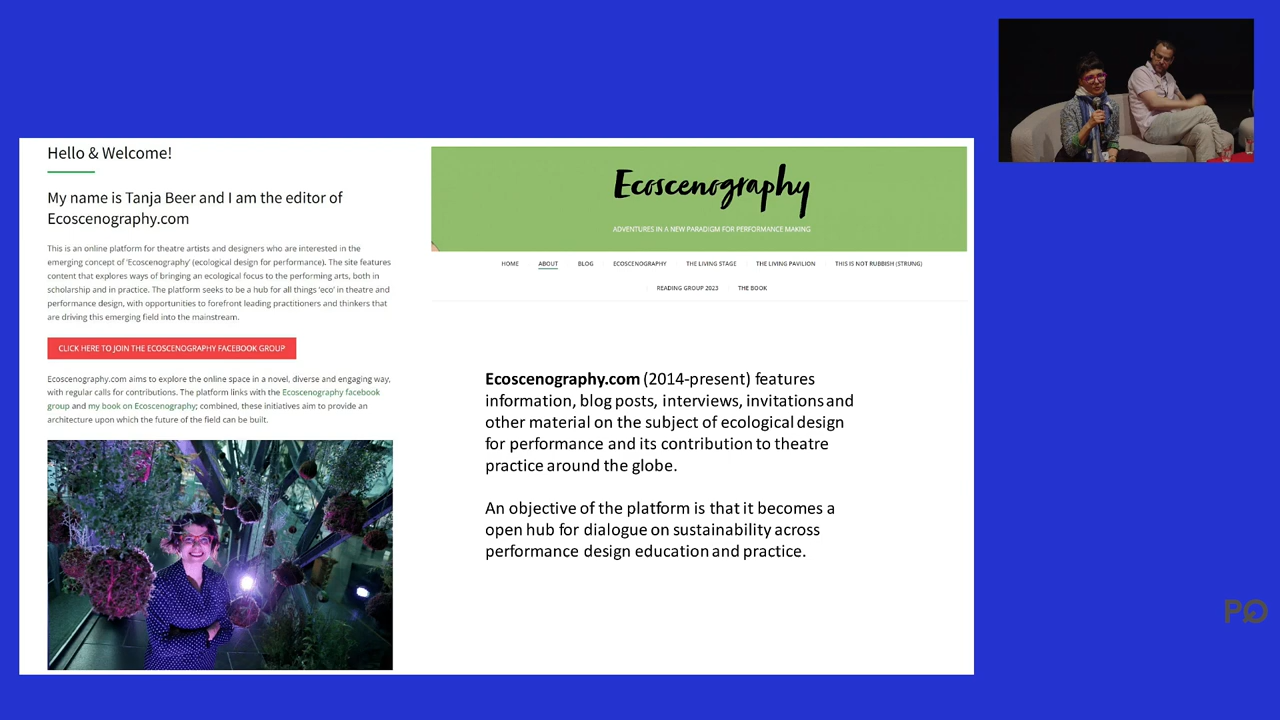 Hello & Welcome!
My name is Tanja Beer and I am the editor of
Ecoscenography.com
This is an online platform for theatre artists and designers who are interested in the
emerging concept of 'Ecoscenography' (ecological design for performance). The site features
content that explores ways of bringing an ecological focus to the performing arts, both in
scholarship and in practice. The platform seeks to be a hub for all things 'eco' in theatre and
performance design, with opportunities to forefront leading practitioners and thinkers that
are driving this emerging field into the mainstream.
CLICK HERE TO JOIN THE ECOSCENOGRAPHY FACEBOOK GROUP
Ecoscenography.com aims to explore the online space in a novel, diverse and engaging way,
with regular calls for contributions. The platform links with the Ecoscenography facebook
group and my book on Ecoscenography; combined, these initiatives aim to provide an
architecture upon which the future of the field can be built.
Ecoscenography
ADVENTURES IN A NEW PARADIGM FOR PERFORMANCE MAKING
HOME ABOUT BLOG ECOSCENOGRAPHY THE LIVING STAGE THE LIVING PAVILION THIS IS NOT RUBBISH (STRUNG)
READING GROUP 2023 THE BOOK
Ecoscenography.com (2014-present) features
information, blog posts, interviews, invitations and
other material on the subject of ecological design
for performance and its contribution to theatre
practice around the globe.
An objective of the platform is that it becomes a
open hub for dialogue on sustainability across
performance design education and practice.
PQ